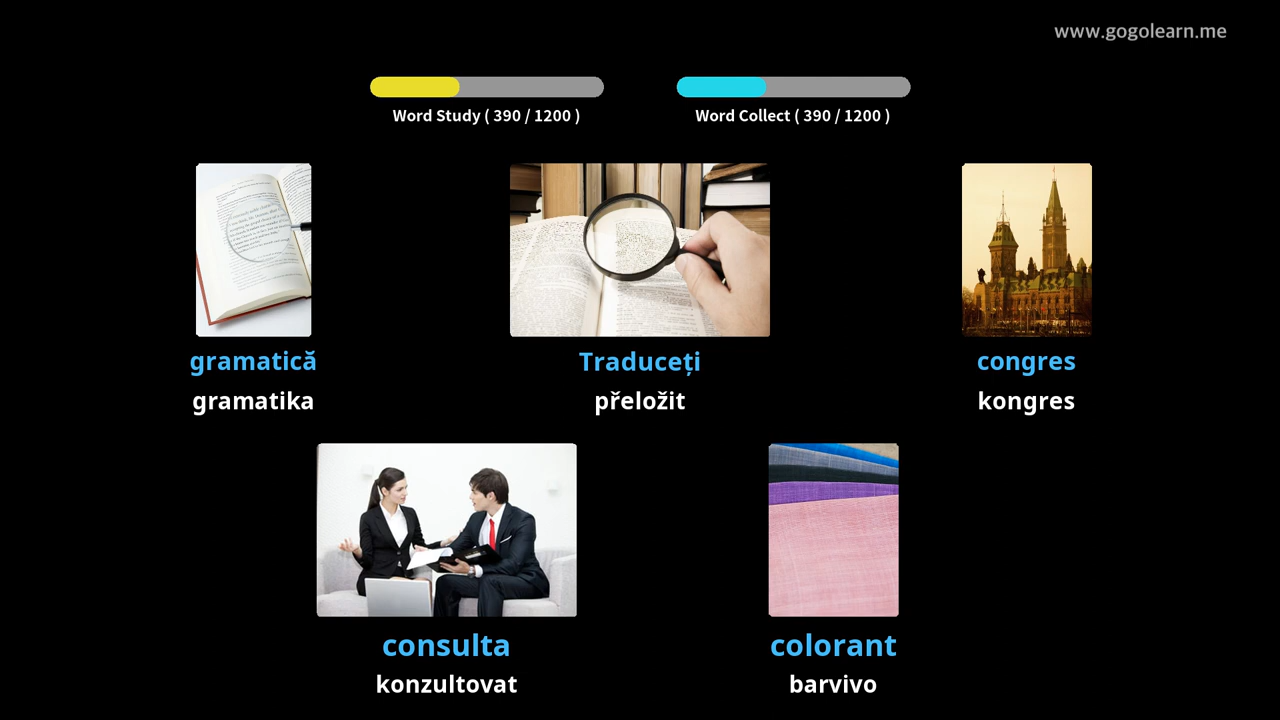 www.gogolearn.me
Word Study ( 390 / 1200 )
Word Collect ( 390 / 1200 )
gramatică
Traduceți
congres
gramatika
přeložit
kongres
consulta
colorant
konzultovat
barvivo